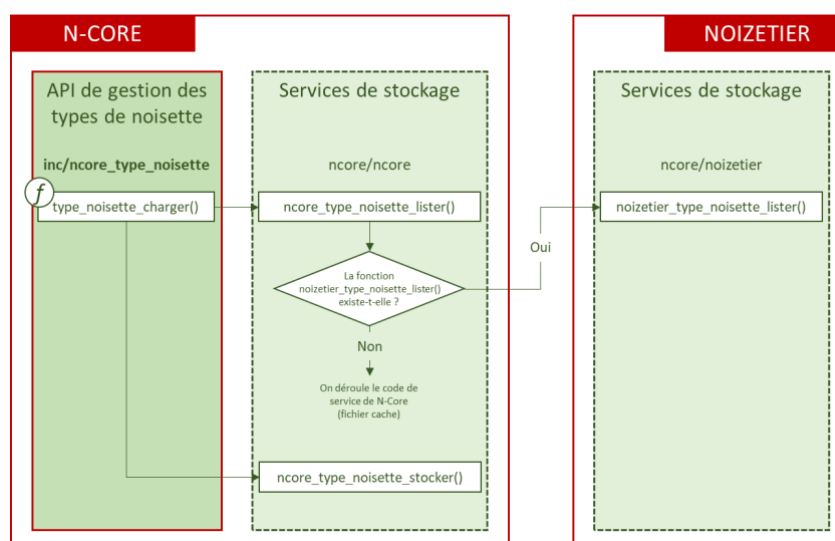 N-CORE
API de gestion des
types de noisette
inc/ncore_type_noisette
f
type_noisette_charger()
Services de stockage
ncore/ncore
ncore_type_noisette_lister()
La fonction
noizetier_type_noisette_lister()
existe-t-elle ?
Non
On déroule le code de
service de N-Core
(fichier cache)
ncore_type_noisette_stocker()
Oui
NOIZETIER
Services de stockage
ncore/noizetier
noizetier_type_noisette_lister()